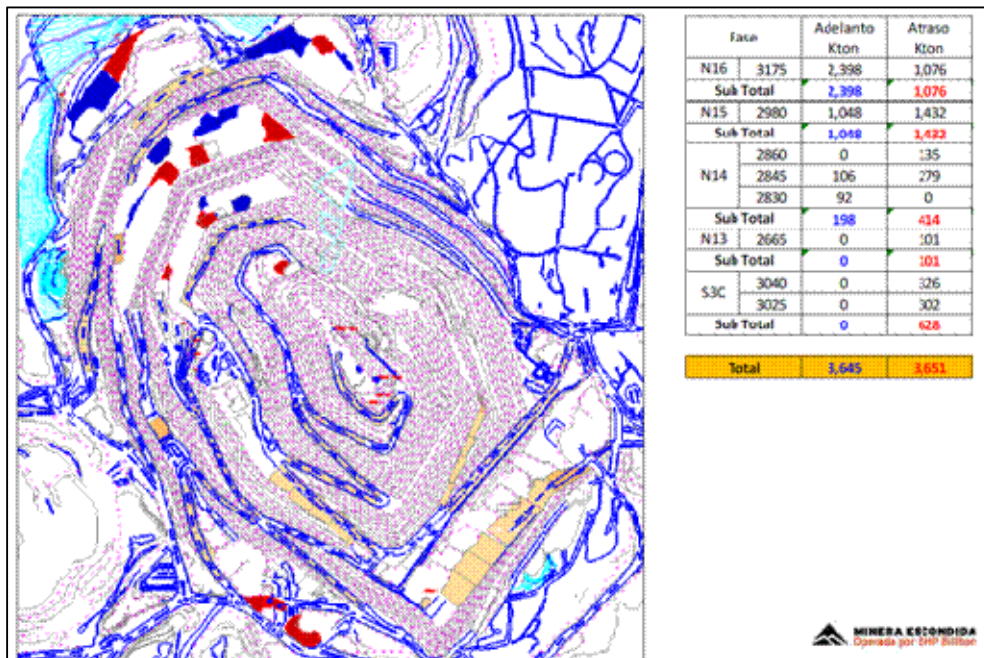 Fase Adelanto Kton Atraso Kton
N16 3175 2,398 1,076
Sub Total 2,398 1,076
N15 2980 1,048 1,432
Sub Total 1,048 1,432
N14 2860 0 135
2845 106 279
2830 92 0
Sub Total 198 414
N13 2665 0 101
Sub Total 0 101
S3C 3040 0 326
3025 0 302
Sub Total 0 628
Total 3,645 3,651
MINERA ESCONDIDA
Operada por BHP Billiton